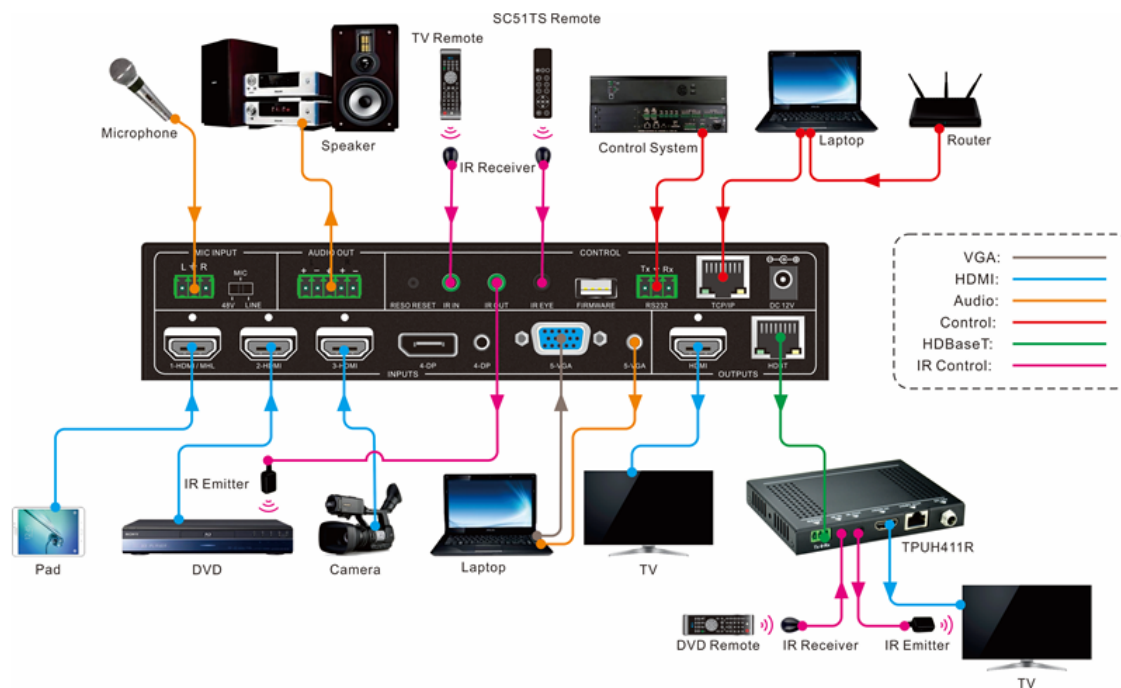 SC51TS Remote
TV Remote
Microphone
Speaker
IR Receiver
Control System
Laptop
Router
MIC INPUT
AUDIO OUT
CONTROL
L + R
MIC
48V LINE
+ − + + −
RESO RESET
IR IN
IR OUT
IR EYE
FIRMWARE
Tx + Rx
RS232
TCP/IP
DC 12V
1-HDMI / MHL
2-HDMI
3-HDMI
4-DP
4-DP
5-VGA
5-VGA
HDMI
HDBT
INPUTS
OUTPUTS
VGA:
HDMI:
Audio:
Control:
HDBaseT:
IR Control:
IR Emitter
Pad
DVD
Camera
Laptop
TV
TPUH411R
DVD Remote
IR Receiver
IR Emitter
TV